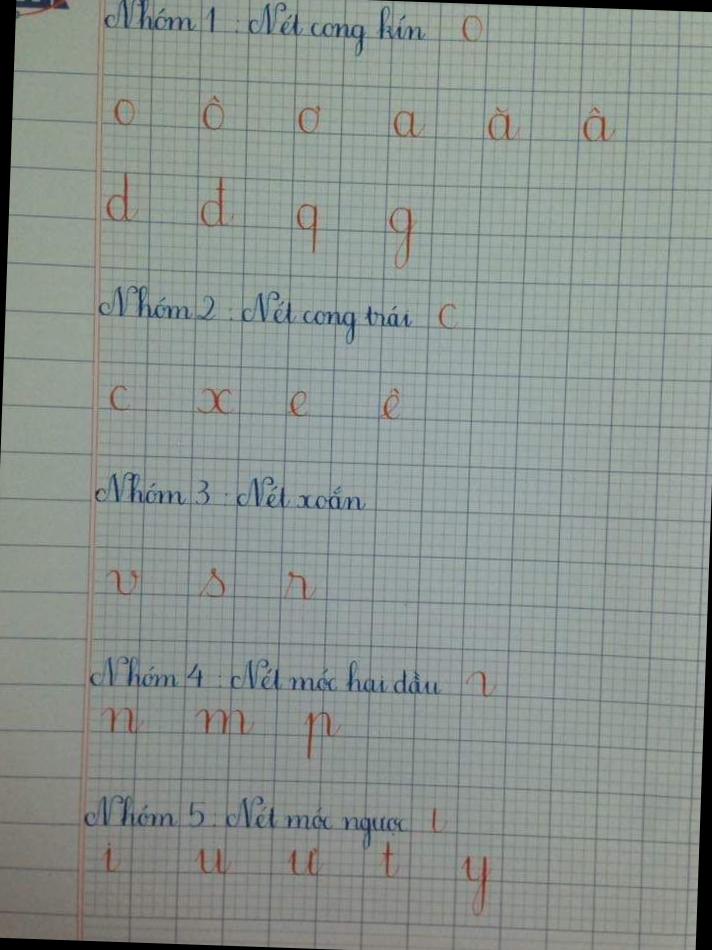 Nhóm 1 : Nét cong kín O
o ô ơ a ă â
d đ q g
Nhóm 2 : Nét cong trái C
c x e ê
Nhóm 3 : Nét xoắn
v s r
Nhóm 4 : Nét móc hai đầu
n m p
Nhóm 5 : Nét móc ngược
i u ư t y